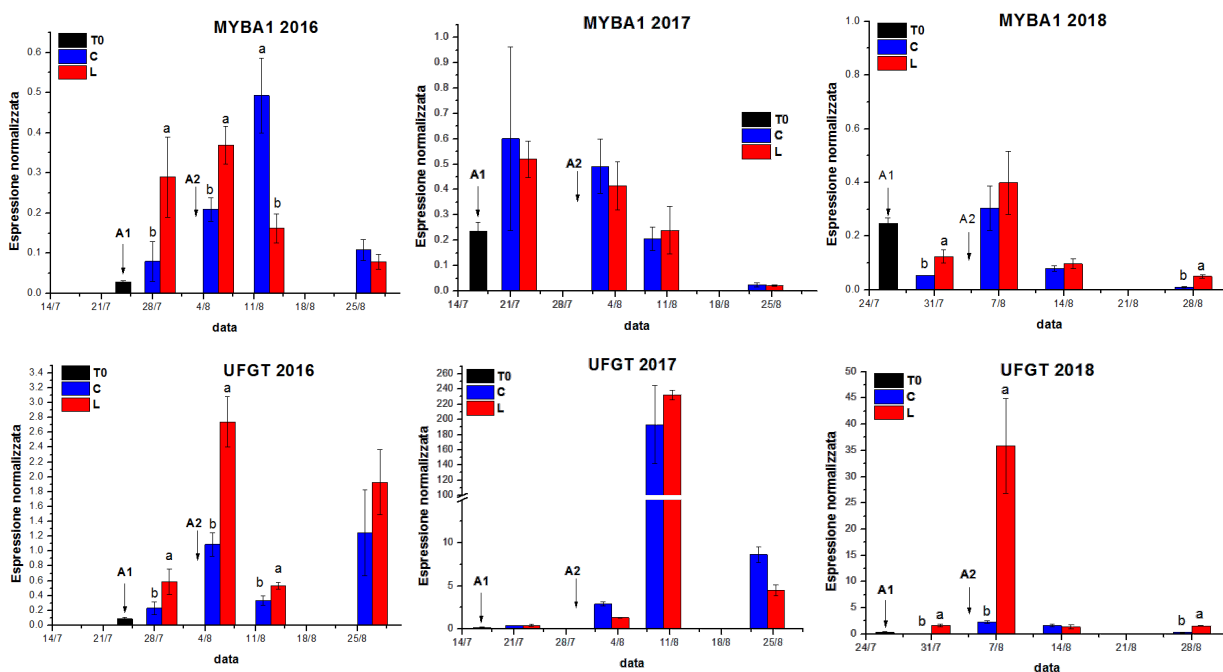 MYBA1 2016
T0
C
L
Espressione normalizzata
0.6
0.5
0.4
0.3
0.2
0.1
0.0
A1
A2
b
a
b
a
a
b
14/7 21/7 28/7 4/8 11/8 18/8 25/8
data
MYBA1 2017
T0
C
L
Espressione normalizzata
1.0
0.9
0.8
0.7
0.6
0.5
0.4
0.3
0.2
0.1
0.0
A1
A2
14/7 21/7 28/7 4/8 11/8 18/8 25/8
data
MYBA1 2018
T0
C
L
Espressione normalizzata
1.0
0.8
0.6
0.4
0.2
0.0
A1
A2
b
a
b
a
24/7 31/7 7/8 14/8 21/8 28/8
data
UFGT 2016
T0
C
L
Espressione normalizzata
3.4
3.2
3.0
2.8
2.6
2.4
2.2
2.0
1.8
1.6
1.4
1.2
1.0
0.8
0.6
0.4
0.2
0.0
A1
A2
b
a
b
a
b
a
14/7 21/7 28/7 4/8 11/8 18/8 25/8
data
UFGT 2017
T0
C
L
Espressione normalizzata
260
240
220
200
180
160
140
120
100
10
5
0
A1
A2
14/7 21/7 28/7 4/8 11/8 18/8 25/8
data
UFGT 2018
T0
C
L
Espressione normalizzata
50
45
40
35
30
25
20
15
10
5
0
A1
A2
b
a
b
a
b
a
24/7 31/7 7/8 14/8 21/8 28/8
data